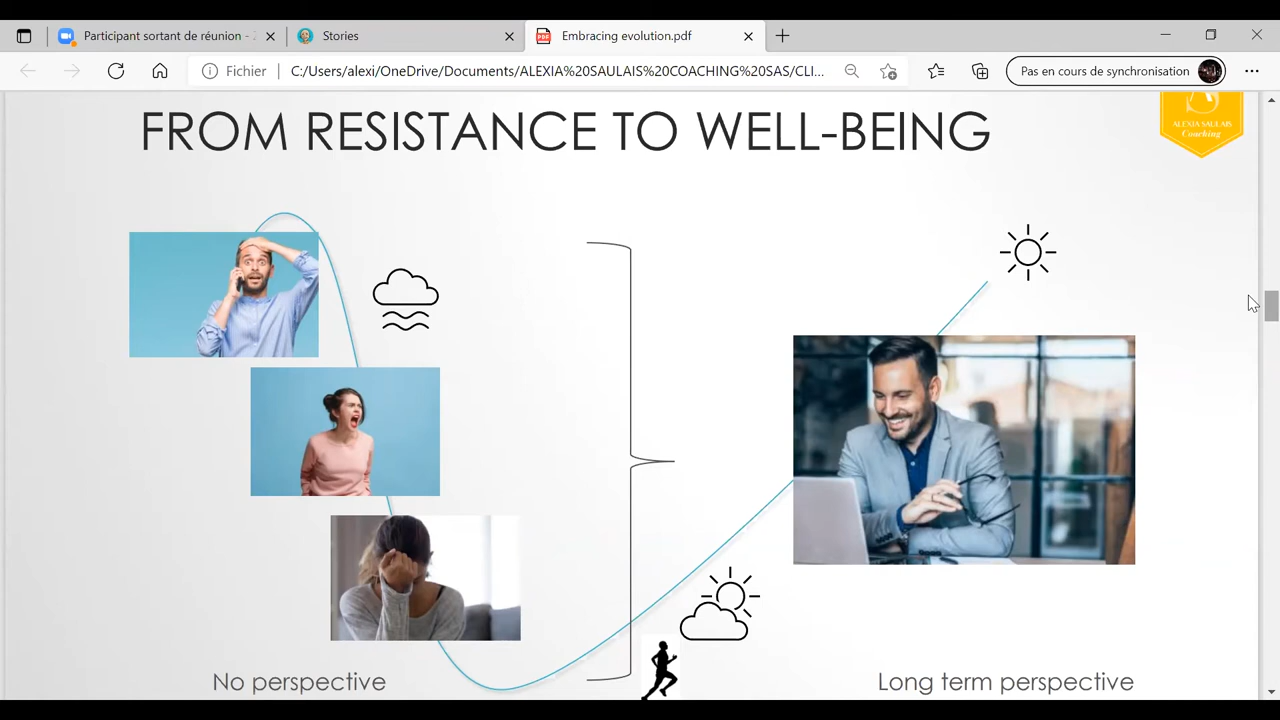 Participant sortant de réunion -
Stories
Embracing evolution.pdf
Fichier
C:/Users/alexi/OneDrive/Documents/ALEXIA%20SAULAIS%20COACHING%20SAS/CLI...
Pas en cours de synchronisation
FROM RESISTANCE TO WELL-BEING
ALEXIA SAULAIS
Coaching
No perspective
Long term perspective